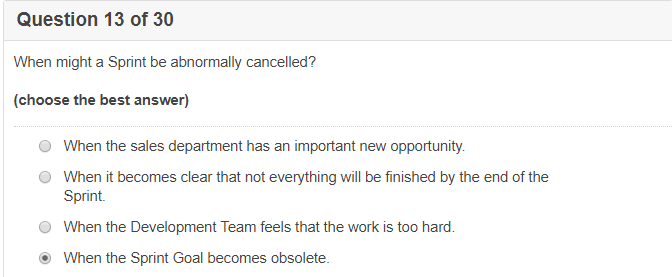 Question 13 of 30
When might a Sprint be abnormally cancelled?
(choose the best answer)
When the sales department has an important new opportunity.
When it becomes clear that not everything will be finished by the end of the
Sprint.
When the Development Team feels that the work is too hard.
When the Sprint Goal becomes obsolete.